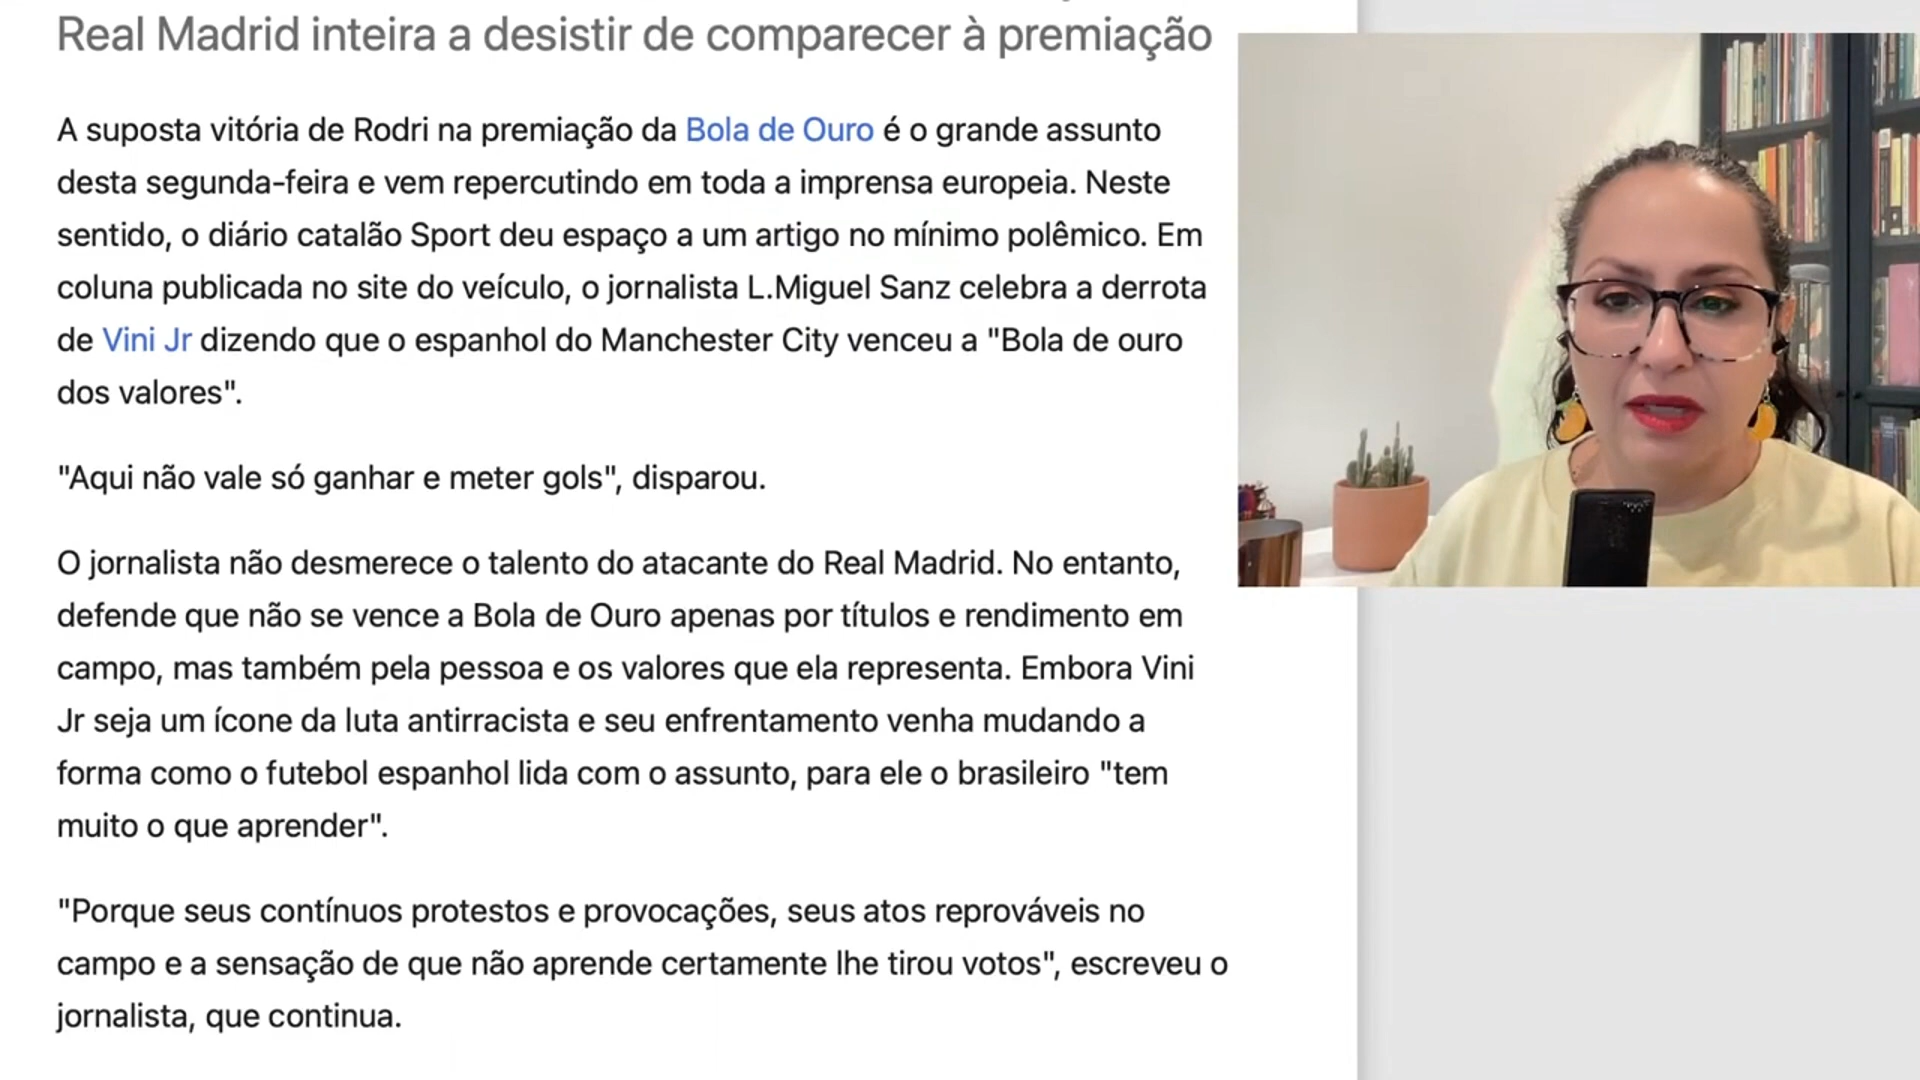 Real Madrid inteira a desistir de comparecer à premiação
A suposta vitória de Rodri na premiação da Bola de Ouro é o grande assunto
desta segunda-feira e vem repercutindo em toda a imprensa europeia. Neste
sentido, o diário catalão Sport deu espaço a um artigo no mínimo polêmico. Em
coluna publicada no site do veículo, o jornalista L.Miguel Sanz celebra a derrota
de Vini Jr dizendo que o espanhol do Manchester City venceu a "Bola de ouro
dos valores".
"Aqui não vale só ganhar e meter gols", disparou.
O jornalista não desmerece o talento do atacante do Real Madrid. No entanto,
defende que não se vence a Bola de Ouro apenas por títulos e rendimento em
campo, mas também pela pessoa e os valores que ela representa. Embora Vini
Jr seja um ícone da luta antirracista e seu enfrentamento venha mudando a
forma como o futebol espanhol lida com o assunto, para ele o brasileiro "tem
muito o que aprender".
"Porque seus contínuos protestos e provocações, seus atos reprováveis no
campo e a sensação de que não aprende certamente lhe tirou votos", escreveu o
jornalista, que continua.